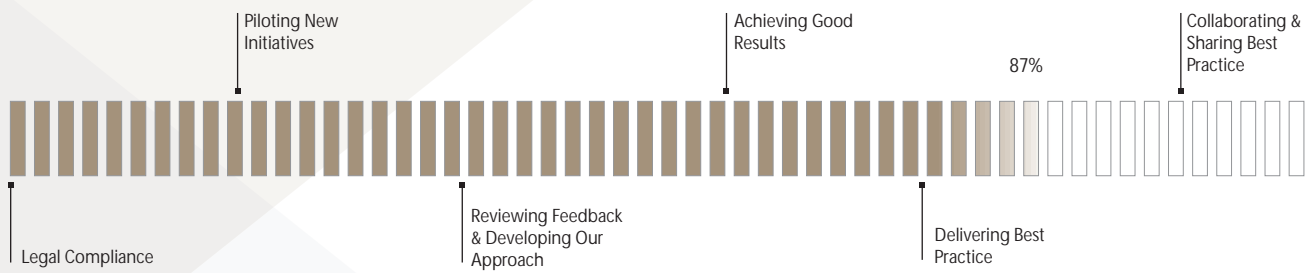 Piloting New
Initiatives
Achieving Good
Results
87%
Collaborating &
Sharing Best
Practice
Legal Compliance
Reviewing Feedback
& Developing Our
Approach
Delivering Best
Practice